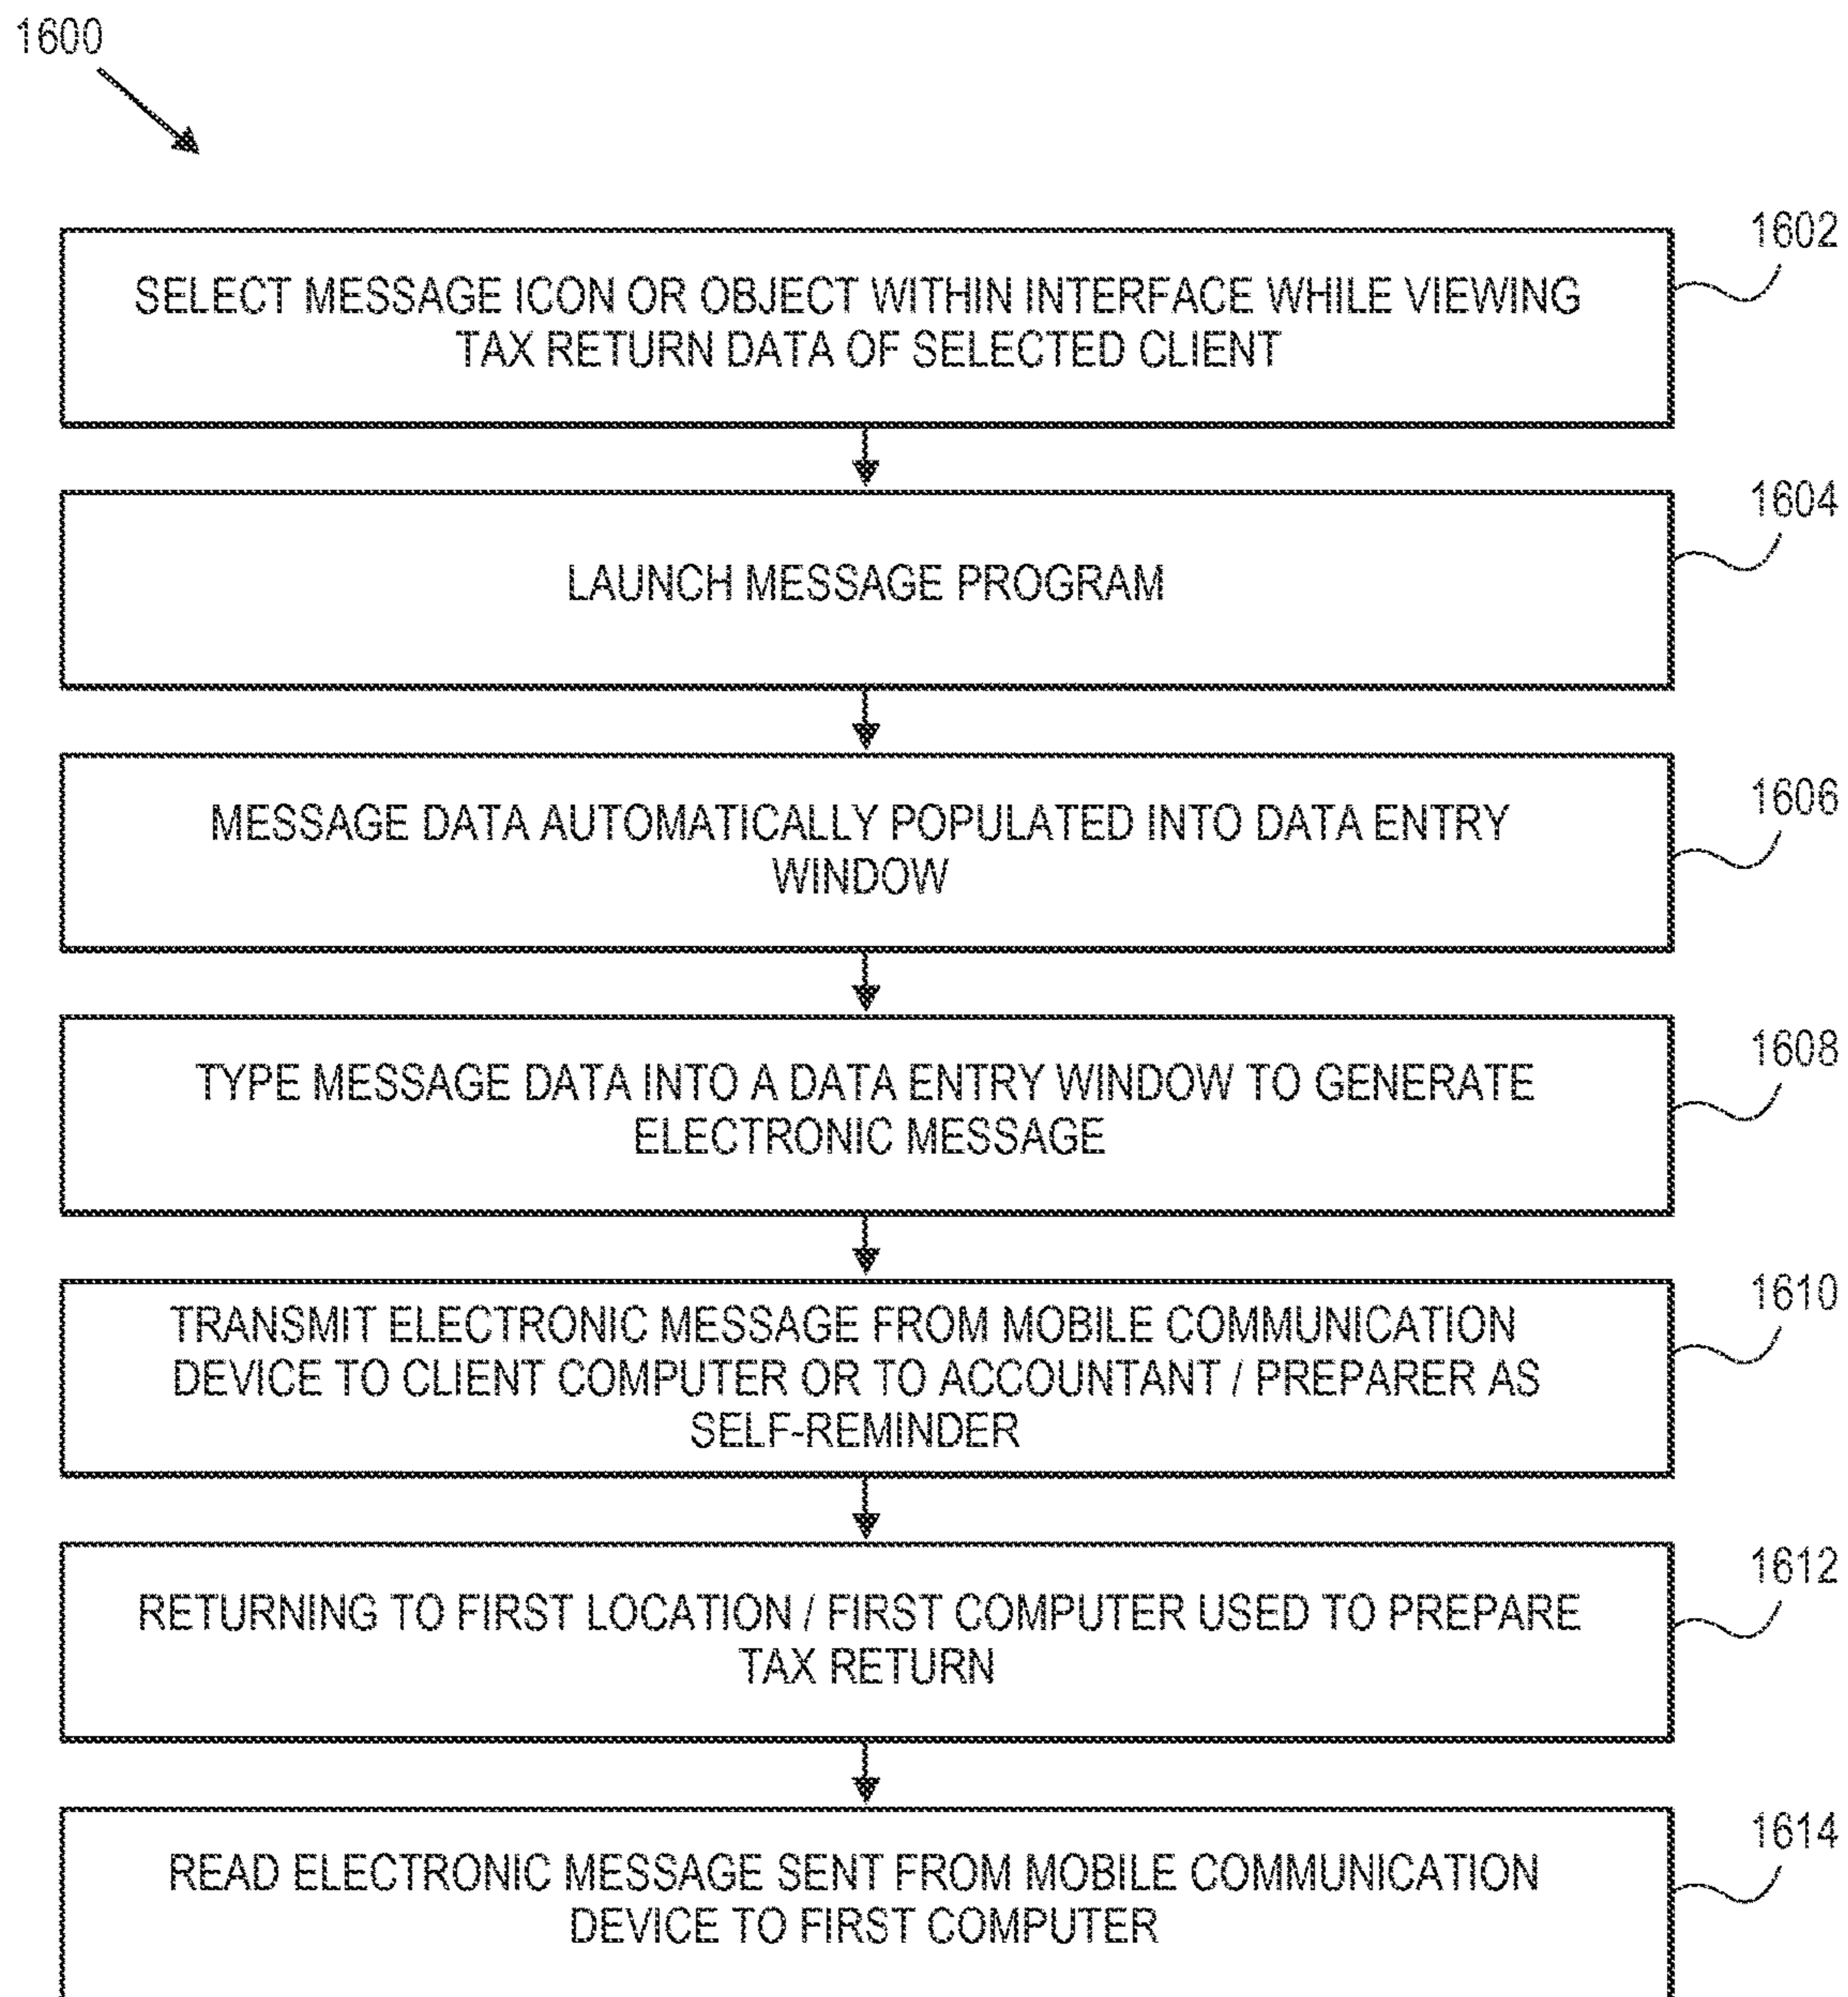 1600
1602
SELECT MESSAGE ICON OR OBJECT WITHIN INTERFACE WHILE VIEWING
TAX RETURN DATA OF SELECTED CLIENT
1604
LAUNCH MESSAGE PROGRAM
1606
MESSAGE DATA AUTOMATICALLY POPULATED INTO DATA ENTRY
WINDOW
1608
TYPE MESSAGE DATA INTO A DATA ENTRY WINDOW TO GENERATE
ELECTRONIC MESSAGE
1610
TRANSMIT ELECTRONIC MESSAGE FROM MOBILE COMMUNICATION
DEVICE TO CLIENT COMPUTER OR TO ACCOUNTANT / PREPARER AS
SELF-REMINDER
1612
RETURNING TO FIRST LOCATION / FIRST COMPUTER USED TO PREPARE
TAX RETURN
1614
READ ELECTRONIC MESSAGE SENT FROM MOBILE COMMUNICATION
DEVICE TO FIRST COMPUTER